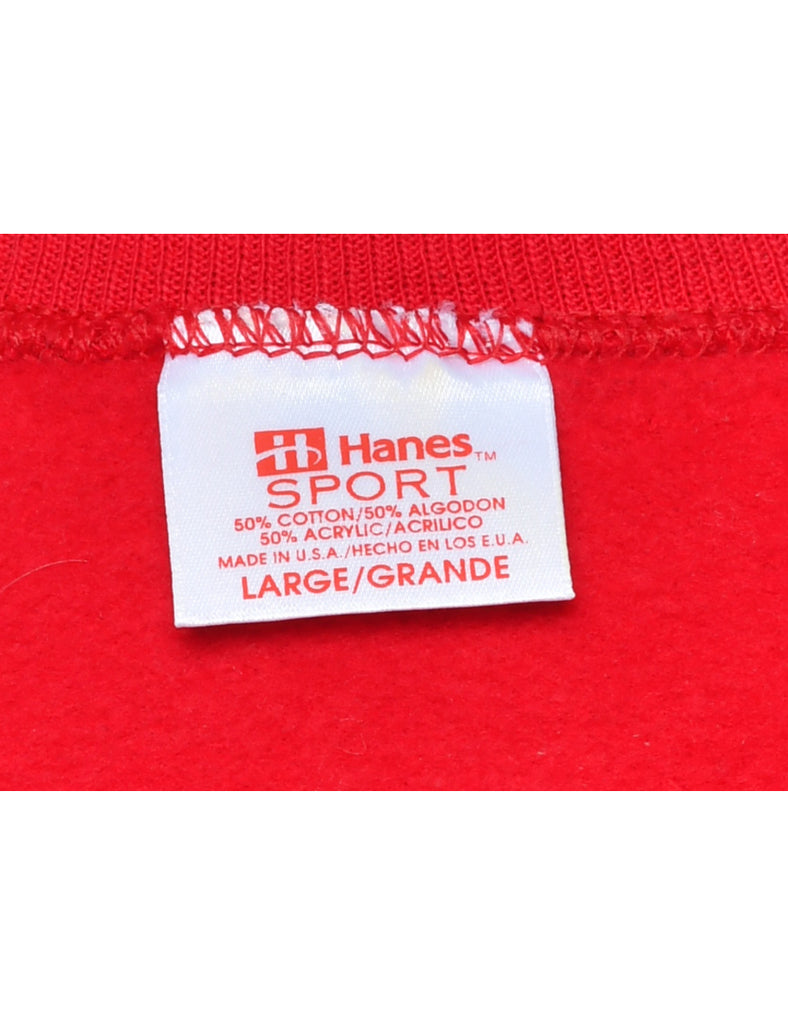 H Hanes™
SPORT
50% COTTON/50% ALGODON
50% ACRYLIC/ACRILICO
MADE IN U.S.A./HECHO EN LOS E.U.A.
LARGE/GRANDE